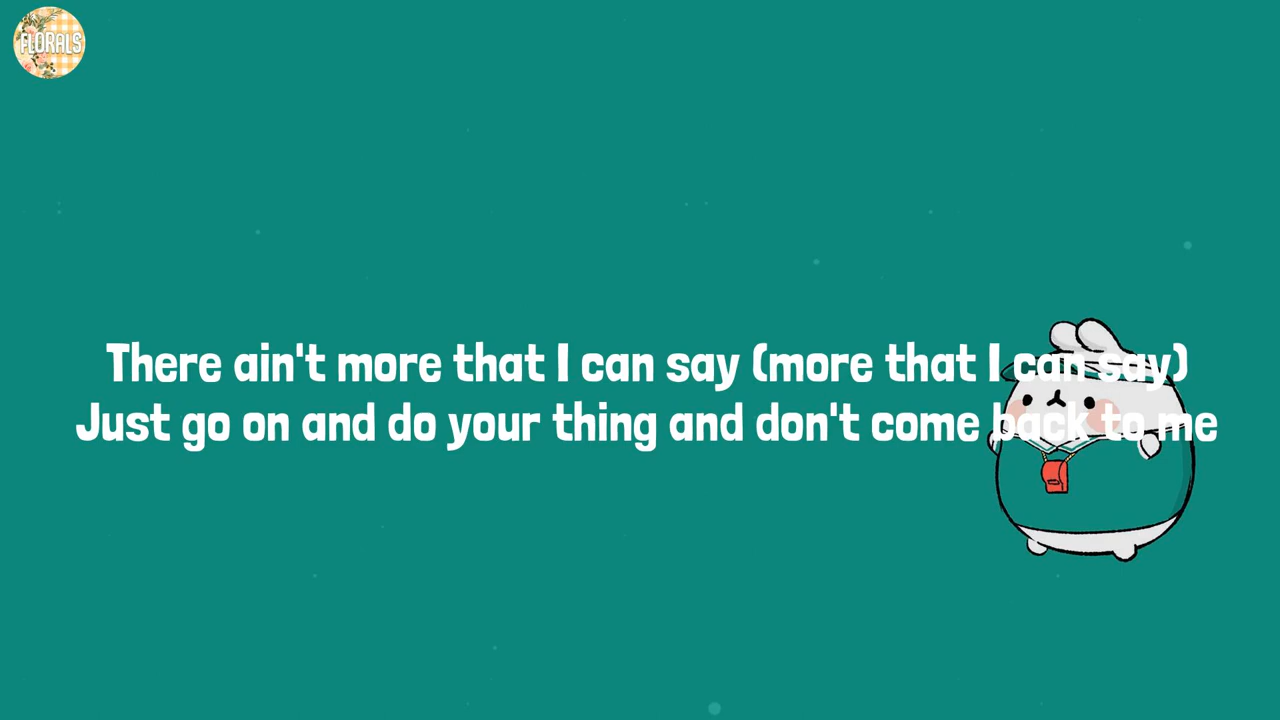 FLORALS
There ain't more that I can say (more that I can say)
Just go on and do your thing and don't come back to me